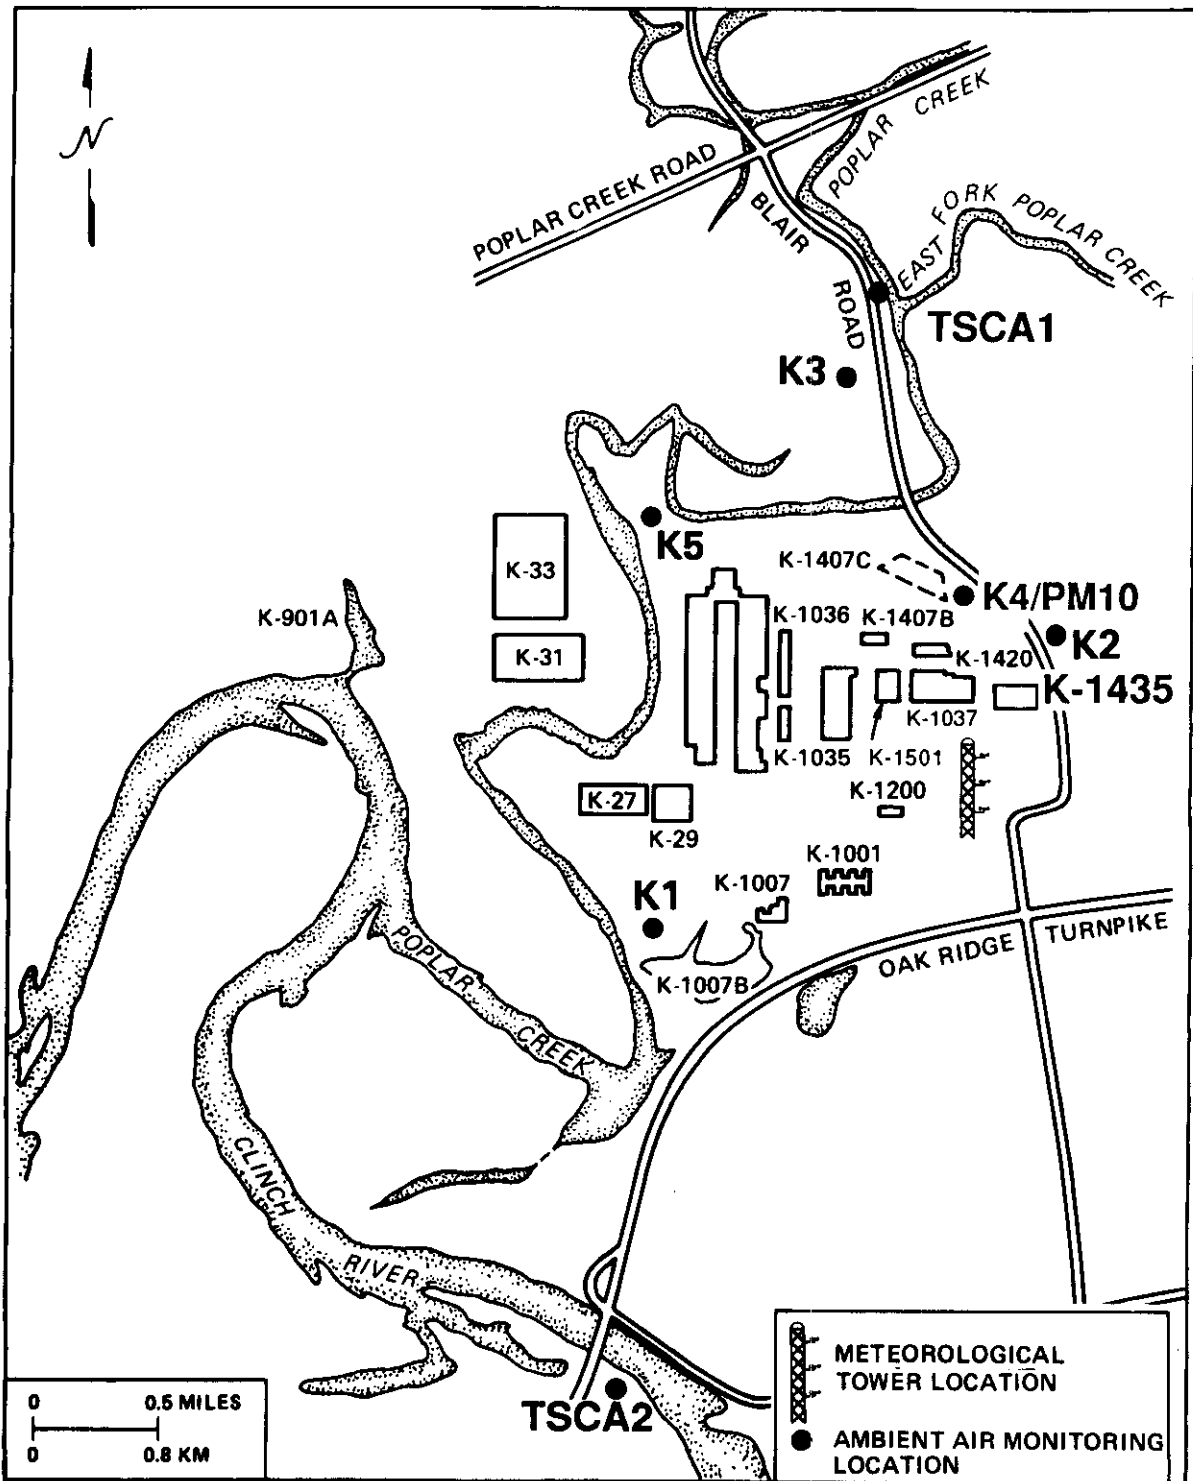 N
POPLAR CREEK
POPLAR CREEK ROAD
POPLAR CREEK
BLAIR
ROAD
EAST FORK POPLAR CREEK
TSCA1
K3
K5
K-33
K-1407C
K4/PM10
K-901A
K-1036
K-1407B
K2
K-31
K-1420
K-1435
K-1037
K-1035
K-1501
K-27
K-1200
K-29
K-1001
K-1007
K1
OAK RIDGE TURNPIKE
POPLAR
CREEK
K-1007B
CLINCH
RIVER
TSCA2
0 0.5 MILES
0 0.8 KM
METEOROLOGICAL
TOWER LOCATION
AMBIENT AIR MONITORING
LOCATION